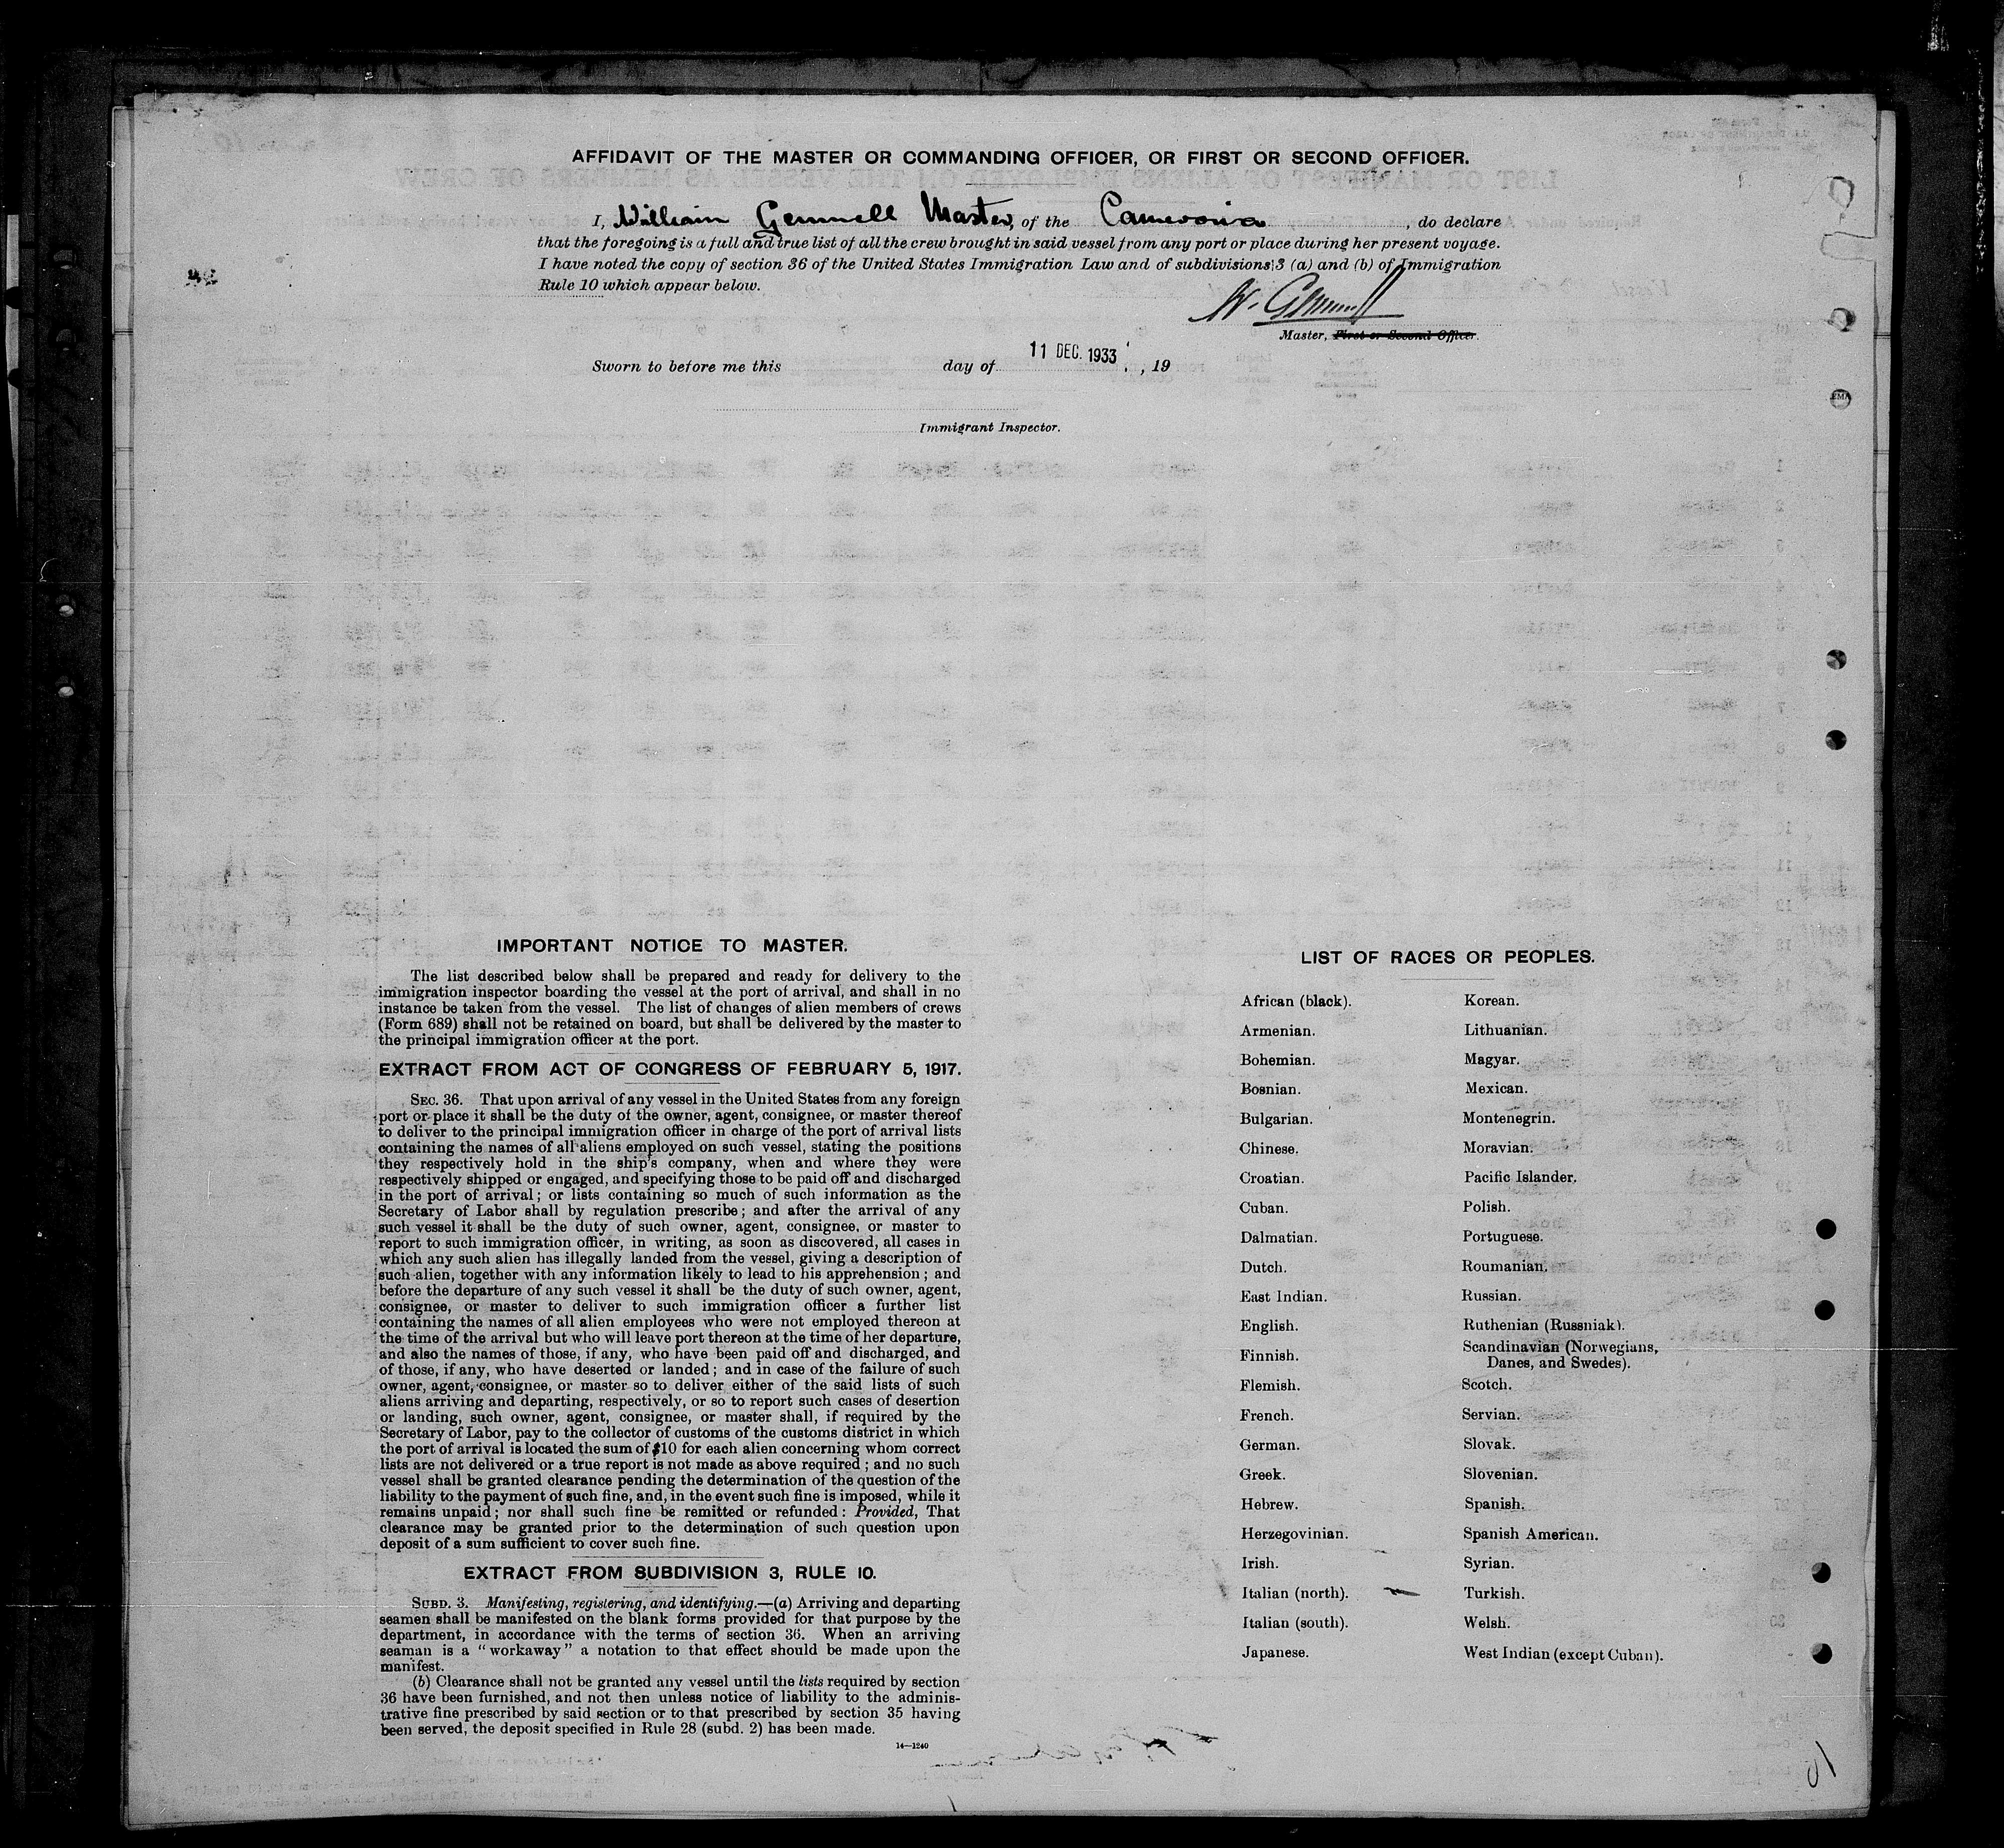 AFFIDAVIT OF THE MASTER OR COMMANDING OFFICER, OR FIRST OR SECOND OFFICER.
I, William Gemmell Master, of the Cameronia, do declare
that the foregoing is a full and true list of all the crew brought in said vessel from any port or place during her present voyage.
I have noted the copy of section 36 of the United States Immigration Law and of subdivisions 3 (a) and (b) of Immigration
Rule 10 which appear below.
W. Gemmell
Master, First or Second Officer.
Sworn to before me this day of 11 DEC. 1933, 19
Immigrant Inspector.
IMPORTANT NOTICE TO MASTER.
The list described below shall be prepared and ready for delivery to the
immigration inspector boarding the vessel at the port of arrival, and shall in no
instance be taken from the vessel. The list of changes of alien members of crews
(Form 689) shall not be retained on board, but shall be delivered by the master to
the principal immigration officer at the port.
EXTRACT FROM ACT OF CONGRESS OF FEBRUARY 5, 1917.
SEC. 36. That upon arrival of any vessel in the United States from any foreign
port or place it shall be the duty of the owner, agent, consignee, or master thereof
to deliver to the principal immigration officer in charge of the port of arrival lists
containing the names of all aliens employed on such vessel, stating the positions
they respectively hold in the ship's company, when and where they were
respectively shipped or engaged, and specifying those to be paid off and discharged
in the port of arrival; or lists containing so much of such information as the
Secretary of Labor shall by regulation prescribe; and after the arrival of any
such vessel it shall be the duty of such owner, agent, consignee, or master to
report to such immigration officer, in writing, as soon as discovered, all cases in
which any such alien has illegally landed from the vessel, giving a description of
such alien, together with any information likely to lead to his apprehension; and
before the departure of any such vessel it shall be the duty of such owner, agent,
consignee, or master to deliver to such immigration officer a further list
containing the names of all alien employees who were not employed thereon at
the time of the arrival but who will leave port thereon at the time of her departure,
and also the names of those, if any, who have been paid off and discharged, and
of those, if any, who have deserted or landed; and in case of the failure of such
owner, agent, consignee, or master so to deliver either of the said lists of such
aliens arriving and departing, respectively, or so to report such cases of desertion
or landing, such owner, agent, consignee, or master shall, if required by the
Secretary of Labor, pay to the collector of customs of the customs district in which
the port of arrival is located the sum of $10 for each alien concerning whom correct
lists are not delivered or a true report is not made as above required; and no such
vessel shall be granted clearance pending the determination of the question of the
liability to the payment of such fine, and, in the event such fine is imposed, while it
remains unpaid; nor shall such fine be remitted or refunded: Provided, That
clearance may be granted prior to the determination of such question upon
deposit of a sum sufficient to cover such fine.
EXTRACT FROM SUBDIVISION 3, RULE 10.
SUBD. 3. Manifesting, registering, and identifying.—(a) Arriving and departing
seamen shall be manifested on the blank forms provided for that purpose by the
department, in accordance with the terms of section 36. When an arriving
seaman is a "workaway" a notation to that effect should be made upon the
manifest.
(b) Clearance shall not be granted any vessel until the lists required by section
36 have been furnished, and not then unless notice of liability to the adminis-
trative fine prescribed by said section or to that prescribed by section 35 having
been served, the deposit specified in Rule 28 (subd. 2) has been made.
14—1240
LIST OF RACES OR PEOPLES.
African (black).
Armenian.
Bohemian.
Bosnian.
Bulgarian.
Chinese.
Croatian.
Cuban.
Dalmatian.
Dutch.
East Indian.
English.
Finnish.
Flemish.
French.
German.
Greek.
Hebrew.
Herzegovinian.
Irish.
Italian (north).
Italian (south).
Japanese.
Korean.
Lithuanian.
Magyar.
Mexican.
Montenegrin.
Moravian.
Pacific Islander.
Polish.
Portuguese.
Roumanian.
Russian.
Ruthenian (Russniak).
Scandinavian (Norwegians,
Danes, and Swedes).
Scotch.
Servian.
Slovak.
Slovenian.
Spanish.
Spanish American.
Syrian.
Turkish.
Welsh.
West Indian (except Cuban).